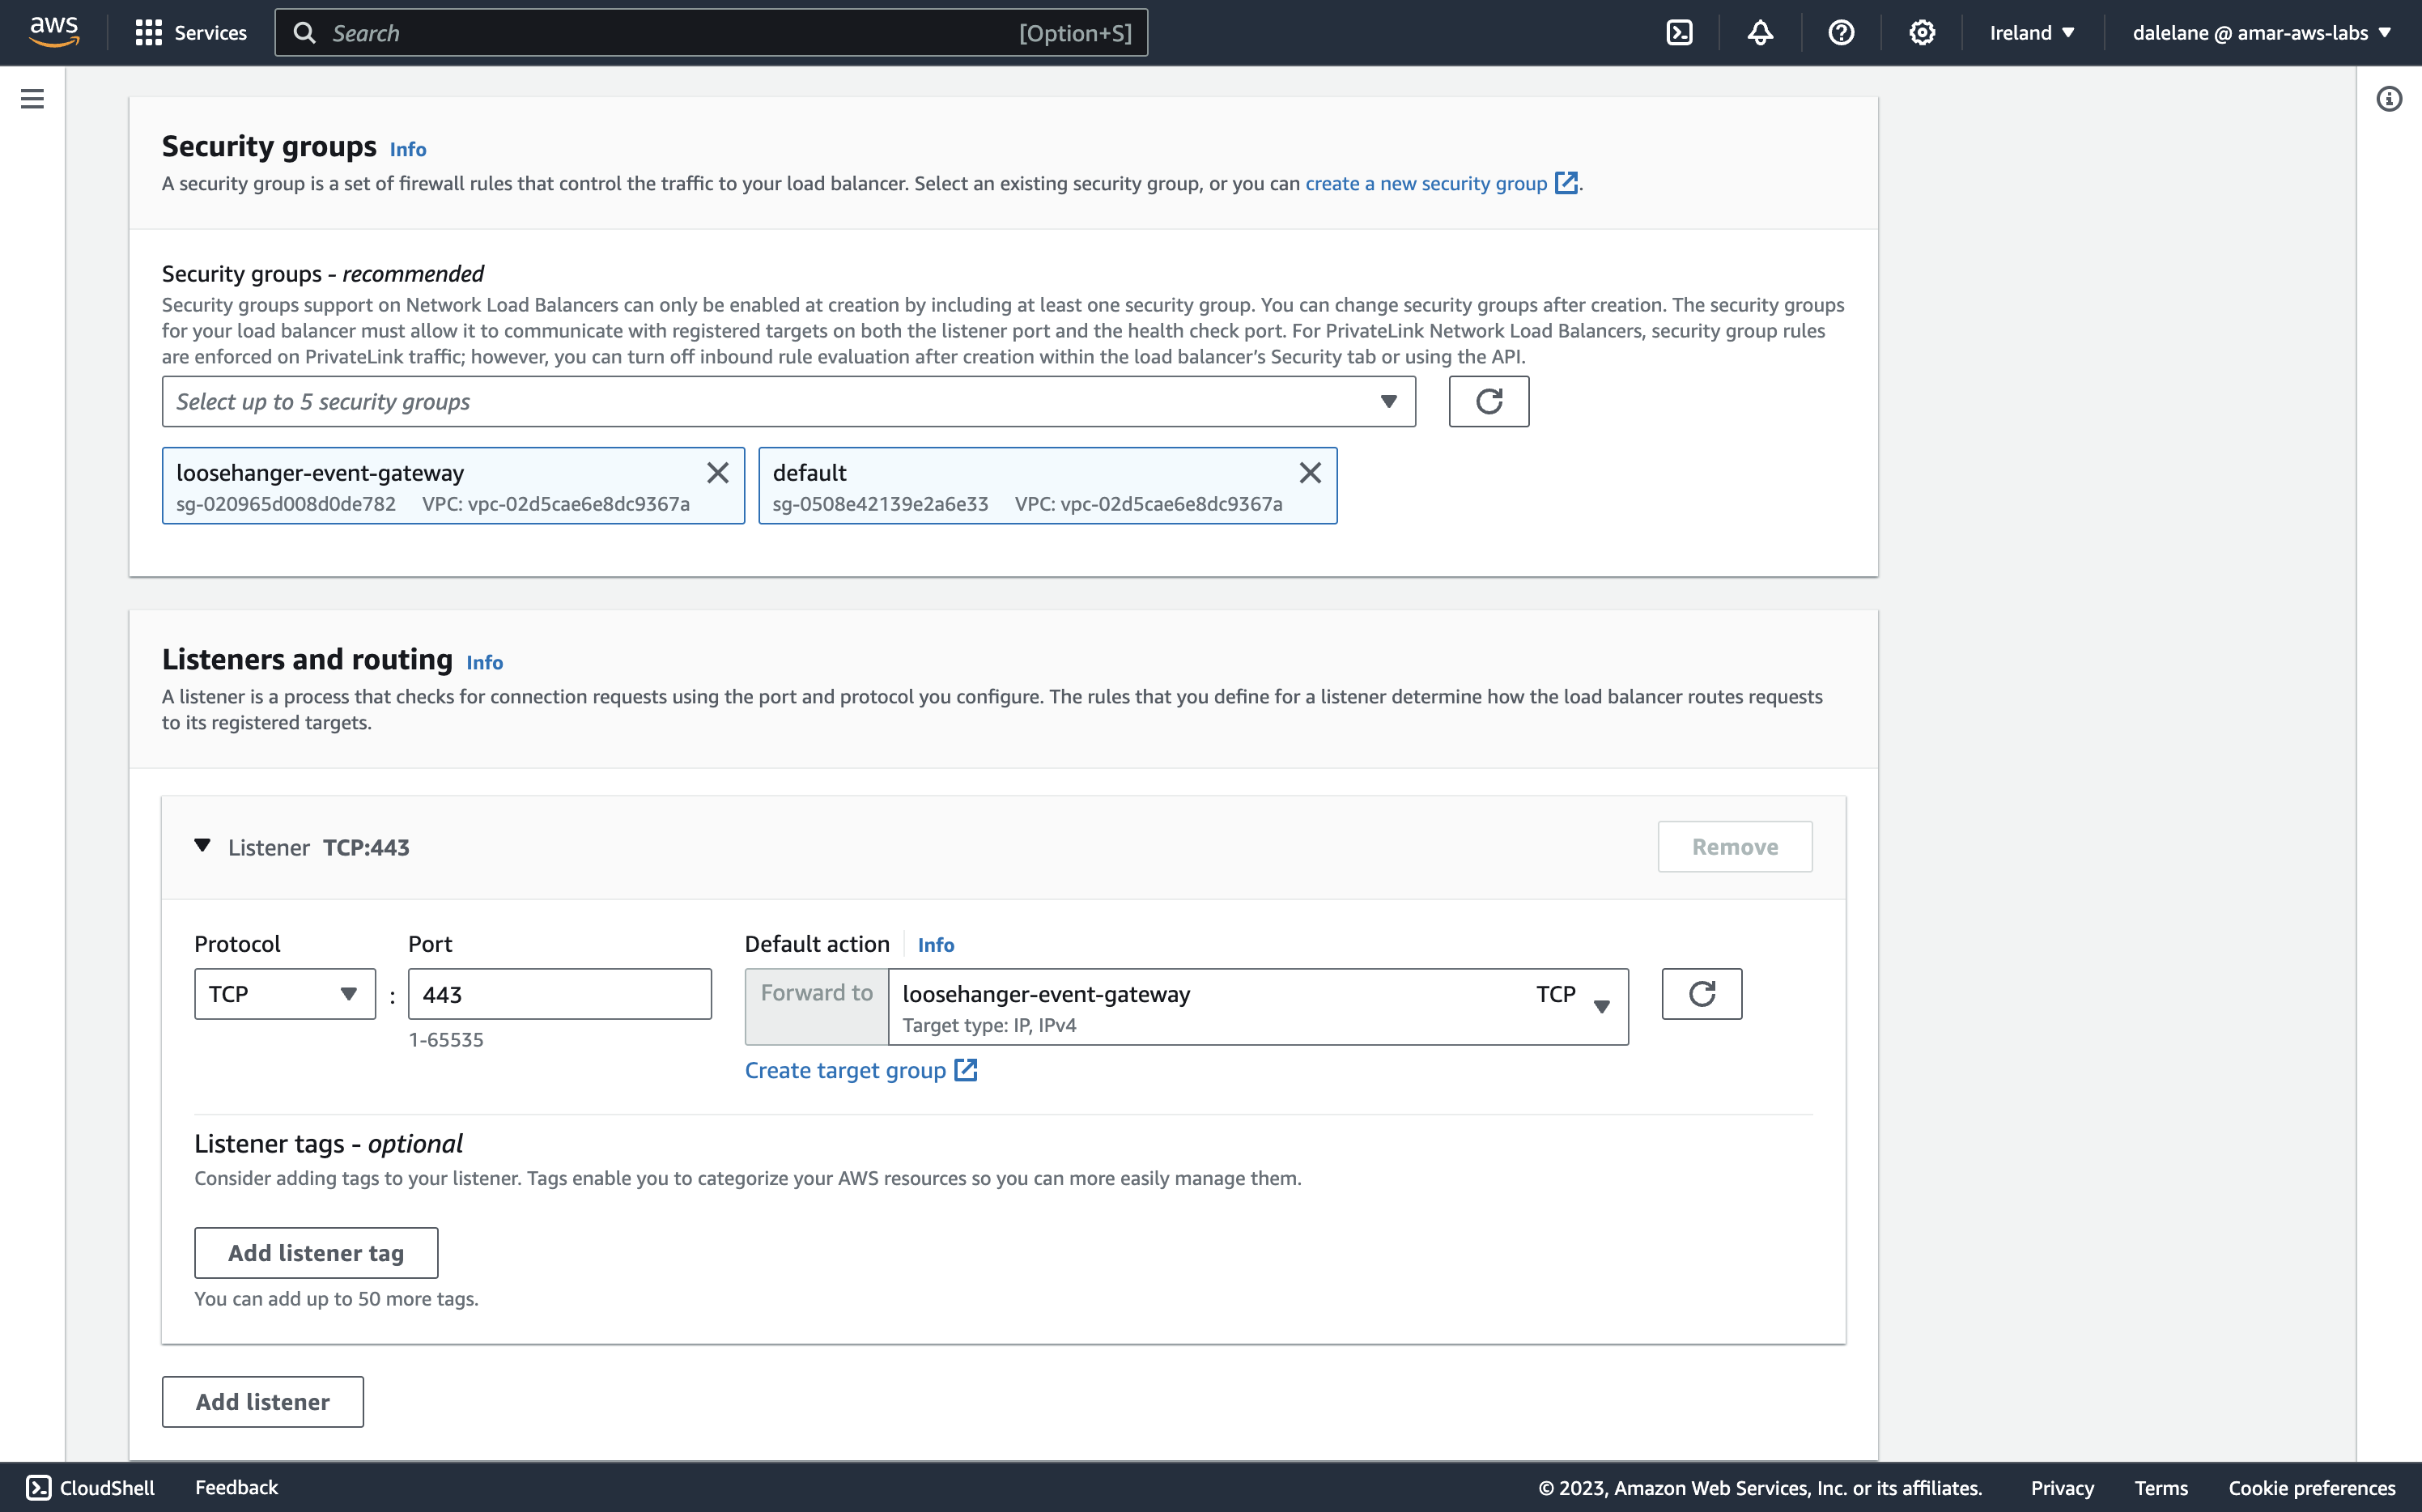 aws
Services
Search
[Option+S]
Ireland
dalelane @ amar-aws-labs
Security groups Info
A security group is a set of firewall rules that control the traffic to your load balancer. Select an existing security group, or you can create a new security group .
Security groups - recommended
Security groups support on Network Load Balancers can only be enabled at creation by including at least one security group. You can change security groups after creation. The security groups
for your load balancer must allow it to communicate with registered targets on both the listener port and the health check port. For PrivateLink Network Load Balancers, security group rules
are enforced on PrivateLink traffic; however, you can turn off inbound rule evaluation after creation within the load balancer’s Security tab or using the API.
Select up to 5 security groups
loosehanger-event-gateway
sg-020965d008d0de782 VPC: vpc-02d5cae6e8dc9367a
default
sg-0508e42139e2a6e33 VPC: vpc-02d5cae6e8dc9367a
Listeners and routing Info
A listener is a process that checks for connection requests using the port and protocol you configure. The rules that you define for a listener determine how the load balancer routes requests
to its registered targets.
Listener TCP:443
Remove
Protocol
TCP
:
Port
443
1-65535
Default action Info
Forward to
loosehanger-event-gateway TCP
Target type: IP, IPv4
Create target group
Listener tags - optional
Consider adding tags to your listener. Tags enable you to categorize your AWS resources so you can more easily manage them.
Add listener tag
You can add up to 50 more tags.
Add listener
CloudShell
Feedback
© 2023, Amazon Web Services, Inc. or its affiliates.
Privacy
Terms
Cookie preferences